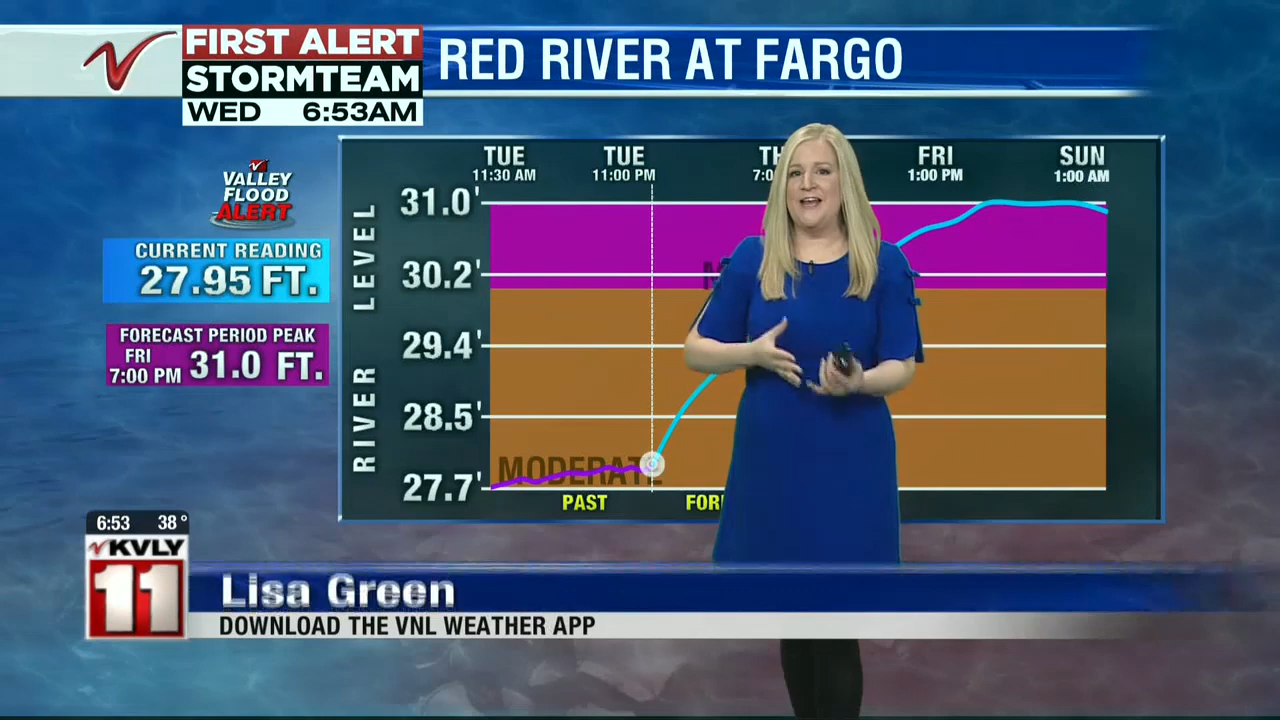 FIRST ALERT
STORMTEAM
WED 6:53AM
RED RIVER AT FARGO
VALLEY
FLOOD
ALERT
CURRENT READING
27.95 FT.
FORECAST PERIOD PEAK
FRI
7:00 PM 31.0 FT.
RIVER LEVEL
TUE TUE FRI SUN
11:30 AM 11:00 PM 1:00 PM 1:00 AM
31.0'
30.2'
29.4'
28.5'
27.7'
MODERATE
PAST
6:53 38°
KVLY
11
Lisa Green
DOWNLOAD THE VNL WEATHER APP